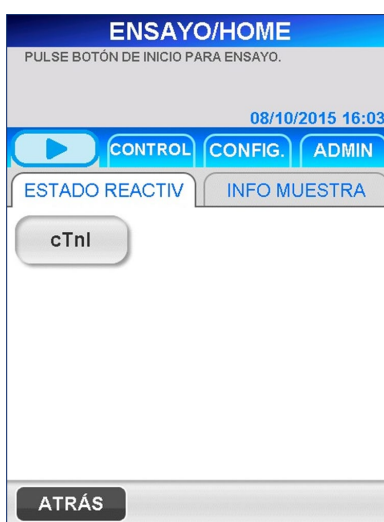 ENSAYO/HOME
PULSE BOTÓN DE INICIO PARA ENSAYO.
08/10/2015 16:03
CONTROL CONFIG. ADMIN
ESTADO REACTIV INFO MUESTRA
cTnI
ATRÁS